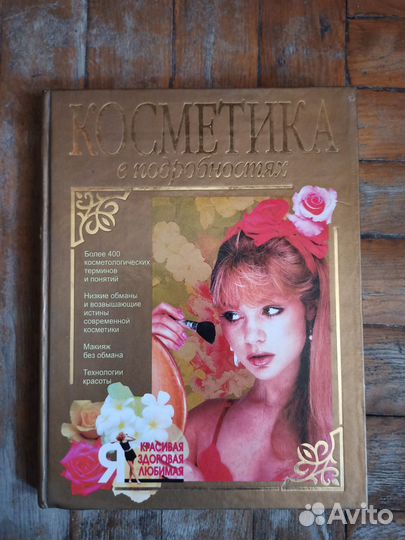 КОСМЕТИКА
в подробностях
Более 400
косметологических
терминов
и понятий
Низкие обманы
и возвышающие
истины
современной
косметики
Макияж
без обмана
Технологии
красоты
Я
КРАСИВАЯ
ЗДОРОВАЯ
ЛЮБИМАЯ
Avito